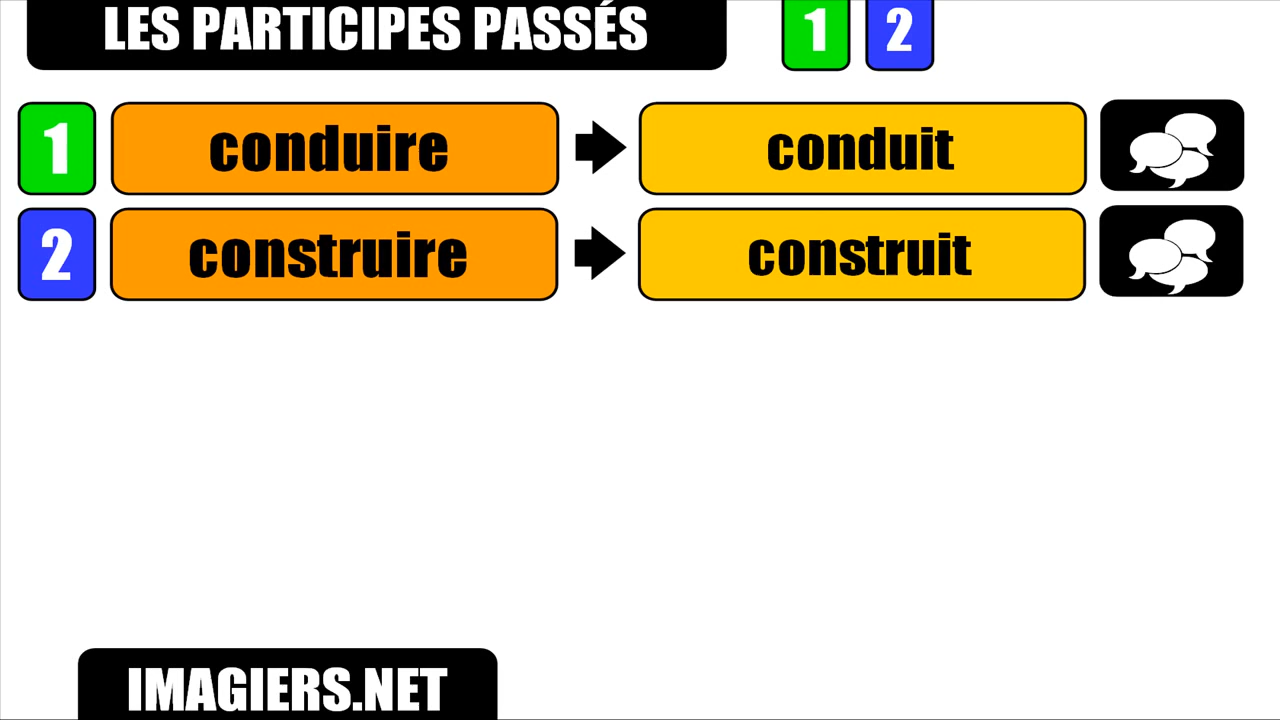 LES PARTICIPES PASSÉS 1 2
1 conduire conduit
2 construire construit
IMAGIERS.NET